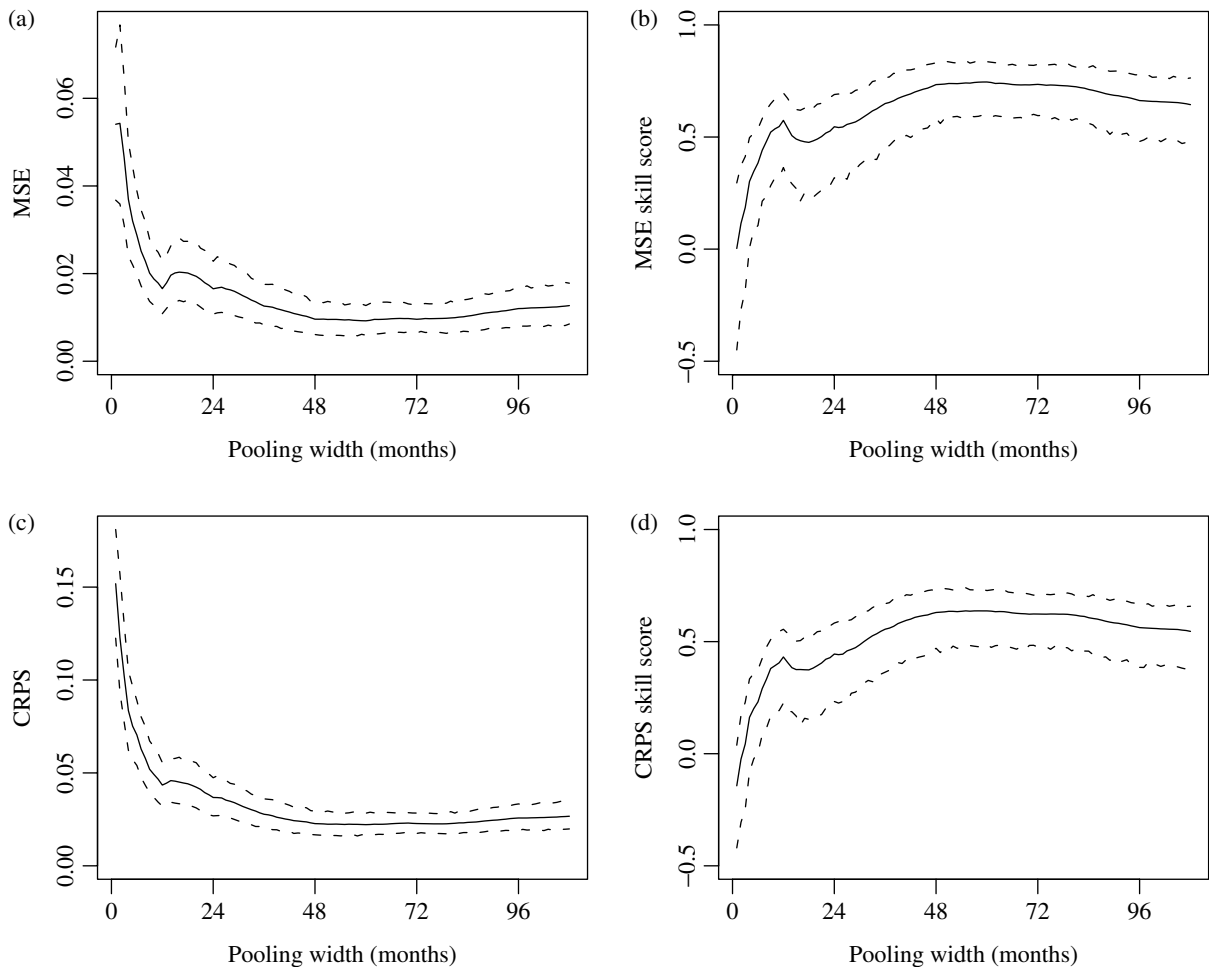 (a)
MSE
0.06
0.04
0.02
0.00
0 24 48 72 96
Pooling width (months)
(b)
MSE skill score
1.0
0.5
0.0
−0.5
0 24 48 72 96
Pooling width (months)
(c)
CRPS
0.15
0.10
0.05
0.00
0 24 48 72 96
Pooling width (months)
(d)
CRPS skill score
1.0
0.5
0.0
−0.5
0 24 48 72 96
Pooling width (months)